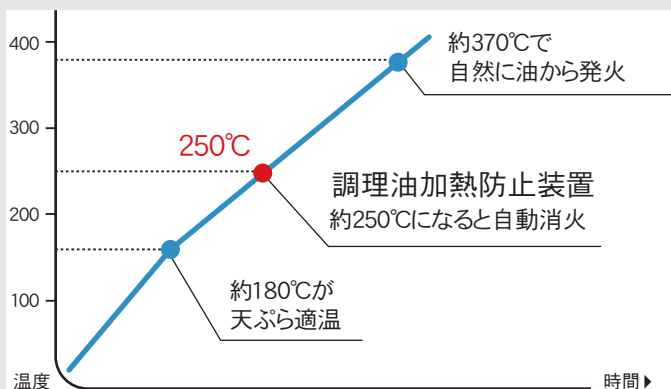 400
約370℃で
自然に油から発火
300
250℃
調理油加熱防止装置
約250℃になると自動消火
200
約180℃が
天ぷら適温
100
温度
時間▶